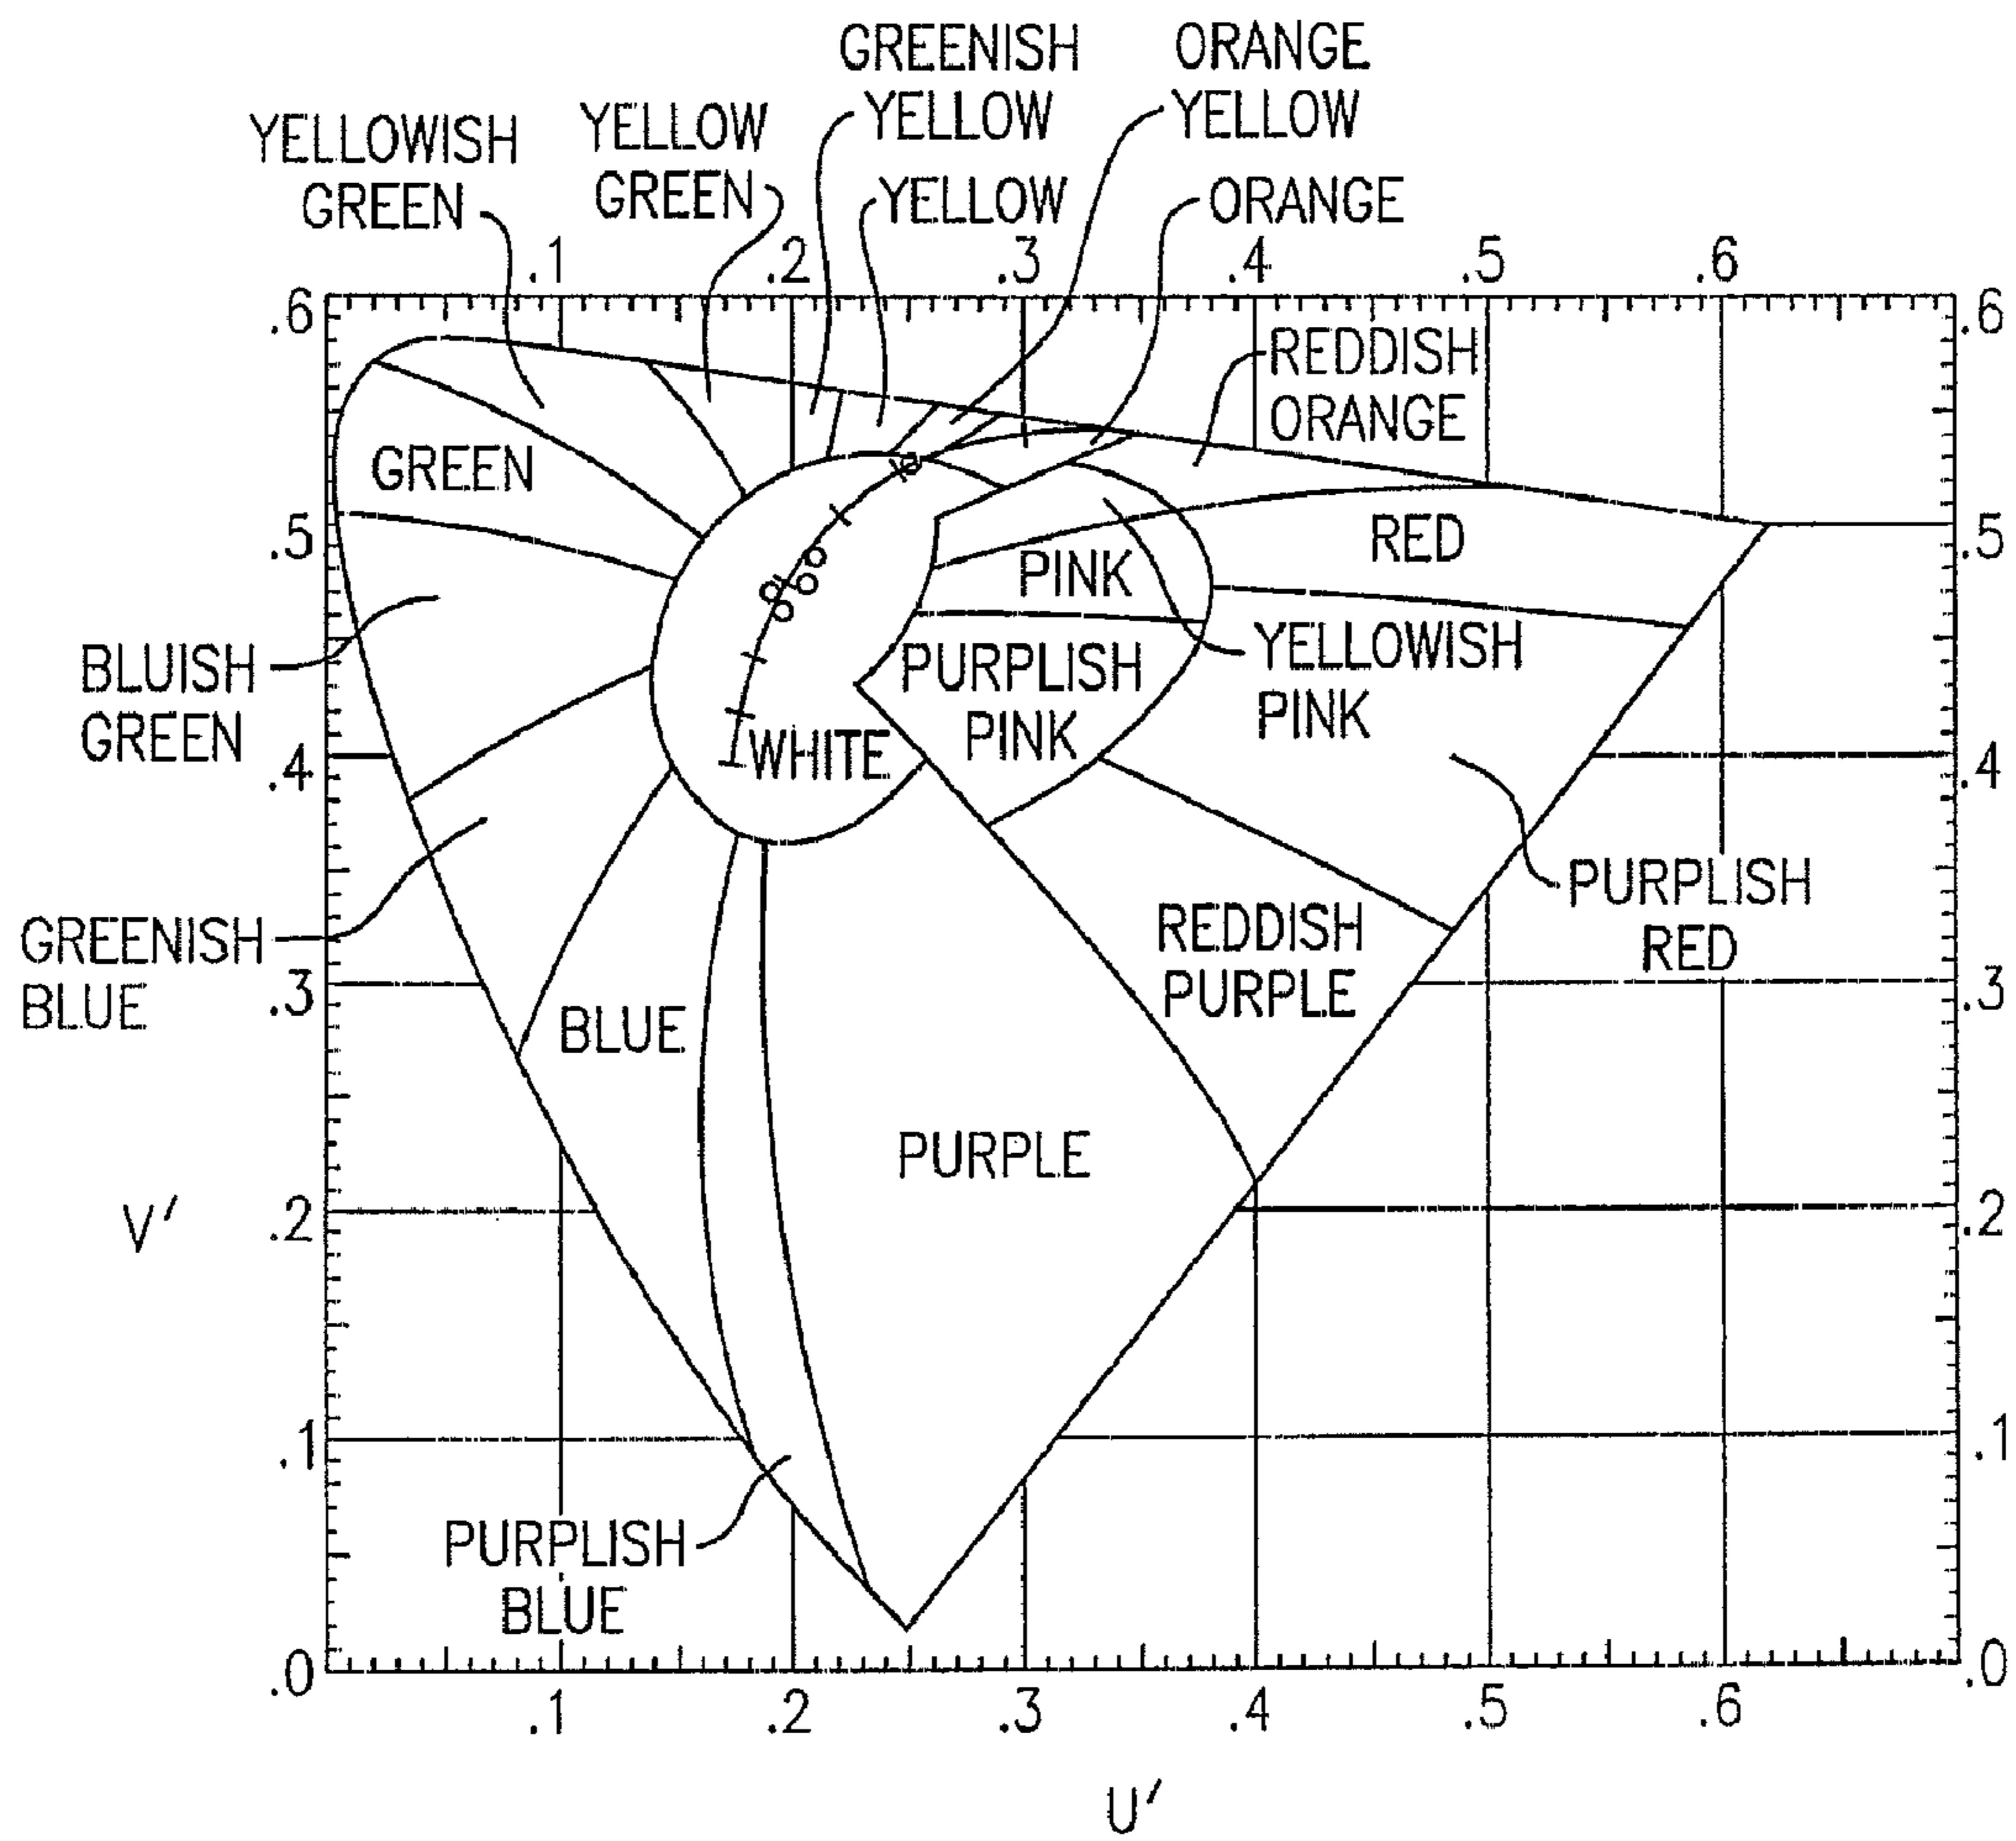 GREENISH
YELLOW
ORANGE
YELLOW
YELLOWISH
GREEN
YELLOW
GREEN
YELLOW
ORANGE
.1 .2 .3 .4 .5 .6
.6 .6
REDDISH
ORANGE
GREEN
.5 .5
RED
PINK
BLUISH
GREEN
PURPLISH
PINK
YELLOWISH
PINK
WHITE
.4 .4
PURPLISH
RED
GREENISH
BLUE
REDDISH
PURPLE
.3 .3
BLUE
PURPLE
V′
.2 .2
.1 .1
PURPLISH
BLUE
.0 .0
.1 .2 .3 .4 .5 .6
U′